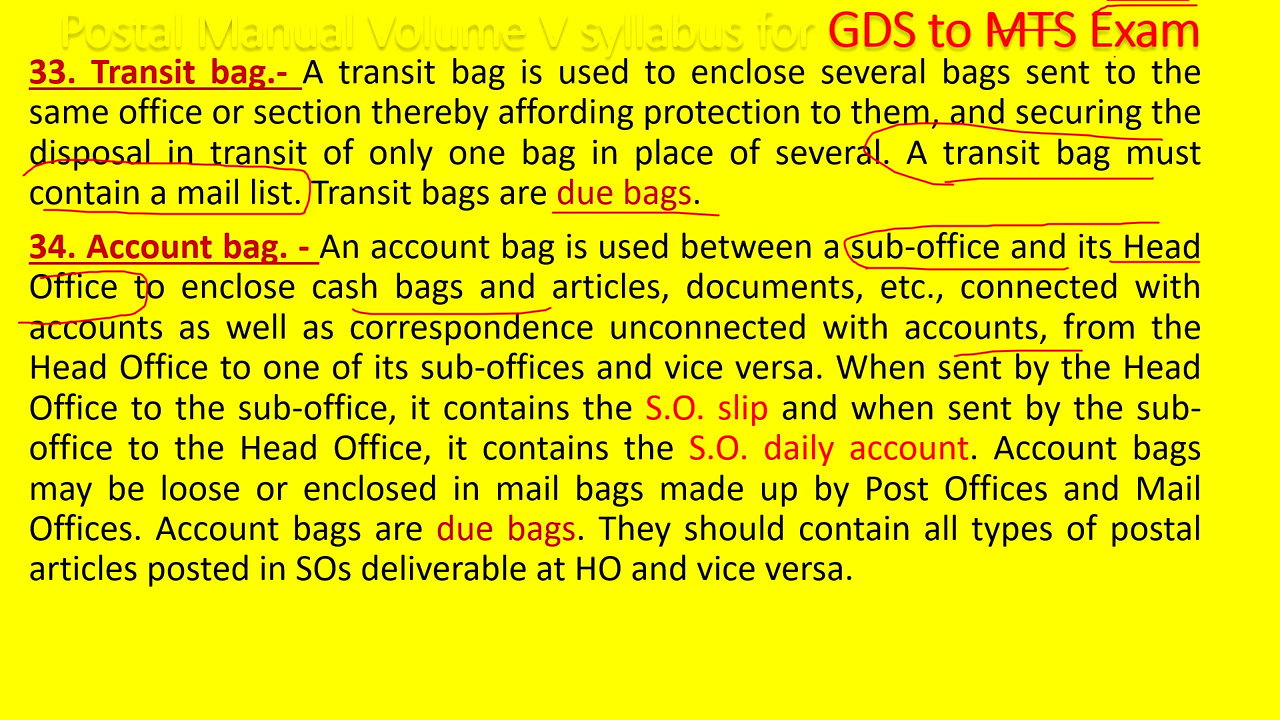 Postal Manual Volume V syllabus for GDS to MTS Exam
33. Transit bag.- A transit bag is used to enclose several bags sent to the
same office or section thereby affording protection to them, and securing the
disposal in transit of only one bag in place of several. A transit bag must
contain a mail list. Transit bags are due bags.
34. Account bag. - An account bag is used between a sub-office and its Head
Office to enclose cash bags and articles, documents, etc., connected with
accounts as well as correspondence unconnected with accounts, from the
Head Office to one of its sub-offices and vice versa. When sent by the Head
Office to the sub-office, it contains the S.O. slip and when sent by the sub-
office to the Head Office, it contains the S.O. daily account. Account bags
may be loose or enclosed in mail bags made up by Post Offices and Mail
Offices. Account bags are due bags. They should contain all types of postal
articles posted in SOs deliverable at HO and vice versa.